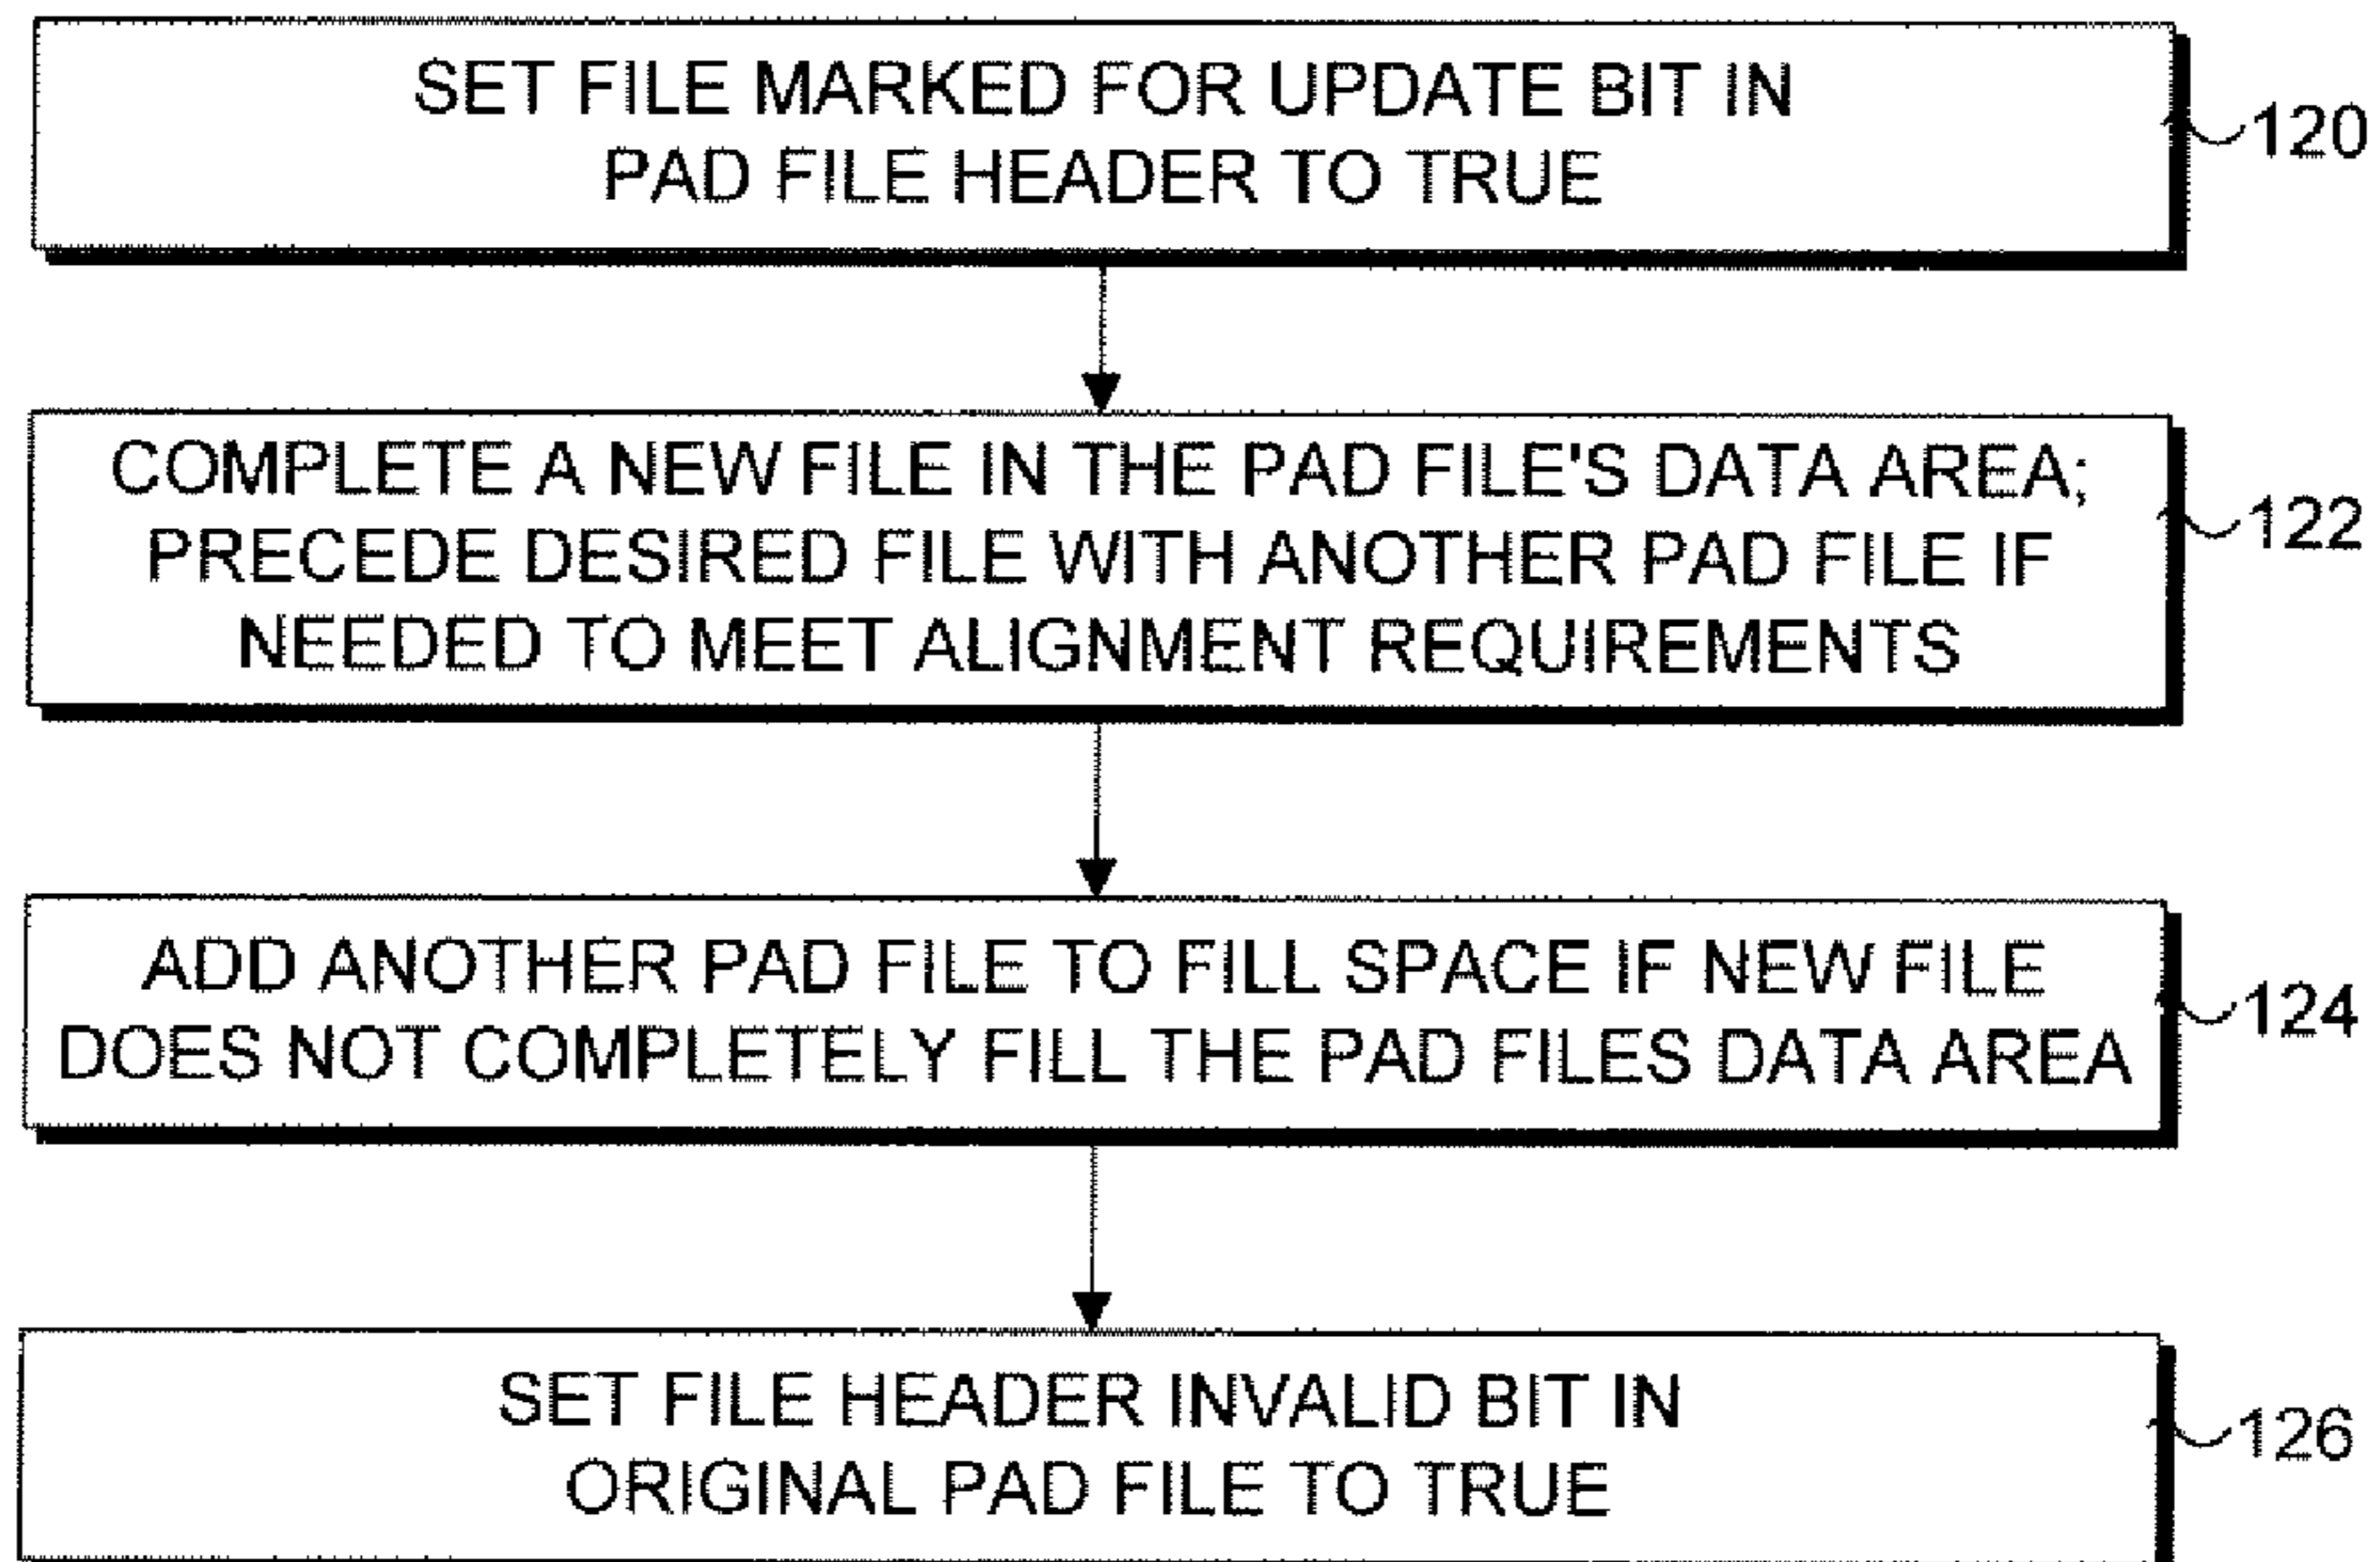 SET FILE MARKED FOR UPDATE BIT IN
PAD FILE HEADER TO TRUE
120
COMPLETE A NEW FILE IN THE PAD FILE'S DATA AREA;
PRECEDE DESIRED FILE WITH ANOTHER PAD FILE IF
NEEDED TO MEET ALIGNMENT REQUIREMENTS
122
ADD ANOTHER PAD FILE TO FILL SPACE IF NEW FILE
DOES NOT COMPLETELY FILL THE PAD FILES DATA AREA
124
SET FILE HEADER INVALID BIT IN
ORIGINAL PAD FILE TO TRUE
126